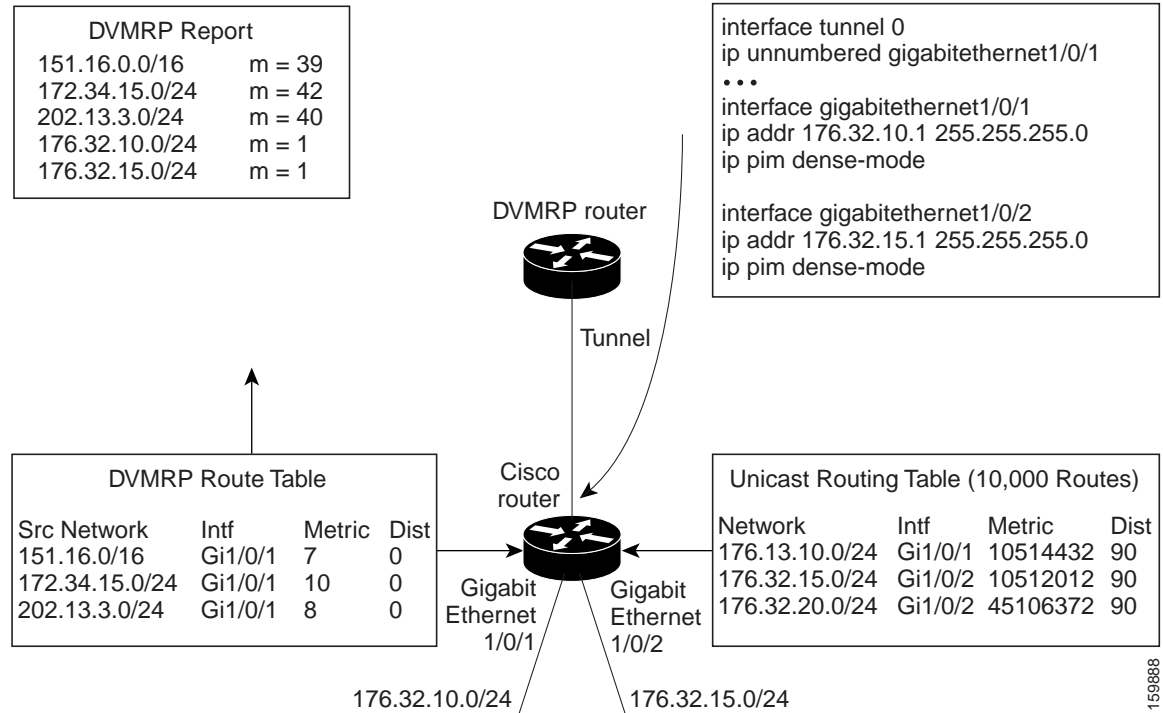 DVMRP Report
151.16.0.0/16 m = 39
172.34.15.0/24 m = 42
202.13.3.0/24 m = 40
176.32.10.0/24 m = 1
176.32.15.0/24 m = 1
interface tunnel 0
ip unnumbered gigabitethernet1/0/1
• • •
interface gigabitethernet1/0/1
ip addr 176.32.10.1 255.255.255.0
ip pim dense-mode
interface gigabitethernet1/0/2
ip addr 176.32.15.1 255.255.255.0
ip pim dense-mode
DVMRP router
Tunnel
Cisco
router
DVMRP Route Table
Src Network Intf Metric Dist
151.16.0/16 Gi1/0/1 7 0
172.34.15.0/24 Gi1/0/1 10 0
202.13.3.0/24 Gi1/0/1 8 0
Unicast Routing Table (10,000 Routes)
Network Intf Metric Dist
176.13.10.0/24 Gi1/0/1 10514432 90
176.32.15.0/24 Gi1/0/2 10512012 90
176.32.20.0/24 Gi1/0/2 45106372 90
Gigabit
Ethernet
1/0/1
Gigabit
Ethernet
1/0/2
176.32.10.0/24
176.32.15.0/24
159888